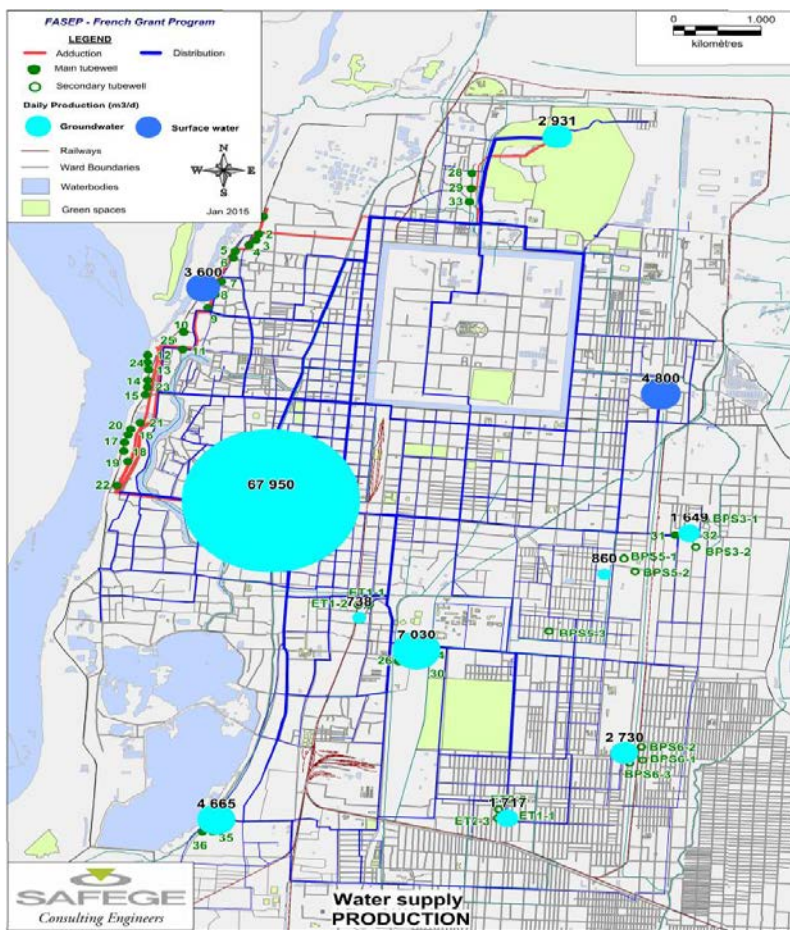 FASEP - French Grant Program
LEGEND
Adduction Distribution
Main tubewell
Secondary tubewell
Daily Production (m3/d)
Groundwater Surface water
Railways
Ward Boundaries
Waterbodies
Green spaces
N
W E
S
Jan 2015
0 1.000
kilomètres
2 931
28
29
33
2
3
4
5
6
3 600
7
8
9
10
25
11
12
24
13
14
23
15
4 800
21
20
16
17
18
19
22
67 950
1 649
BPS3-1
31
32
BPS3-2
860
BPS5-1
BPS5-2
ET1-1
ET1-2
738
BPS5-3
7 030
4
26
30
2 730
BPS6-2
BPS6-1
BPS6-3
4 665
36
35
1 717
ET2-3
ET1-1
SAFEGE
Consulting Engineers
Water supply
PRODUCTION